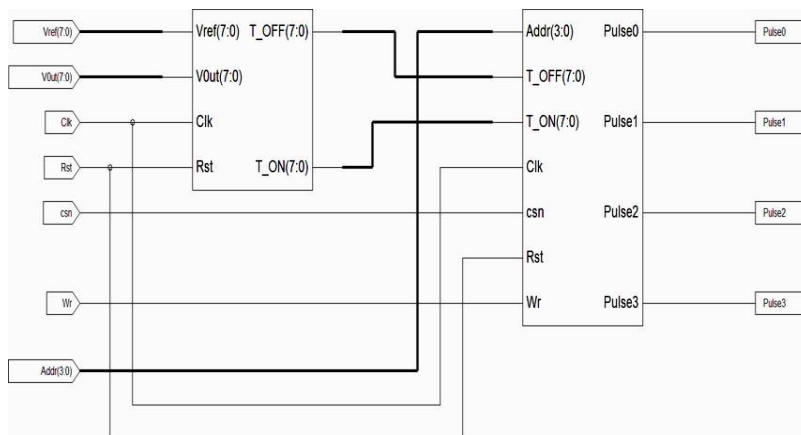 Vref(7:0)
V0ut(7:0)
Clk
Rst
csn
Wr
Addr(3:0)
Vref(7:0) T_OFF(7:0)
V0ut(7:0)
Clk
Rst T_ON(7:0)
Addr(3:0) Pulse0
T_OFF(7:0)
T_ON(7:0) Pulse1
Clk
csn Pulse2
Rst
Wr Pulse3
Pulse0
Pulse1
Pulse2
Pulse3